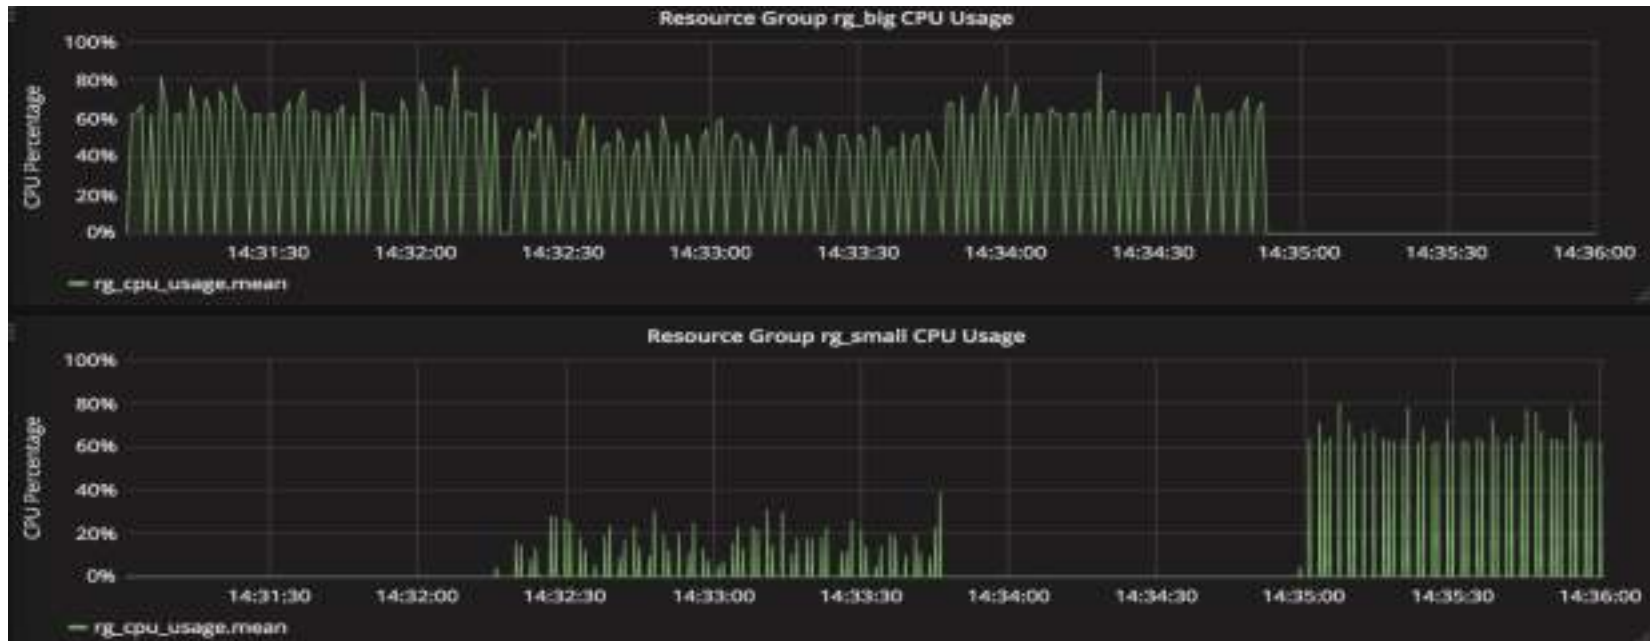 Resource Group rg_big CPU Usage
CPU Percentage
100%
80%
60%
40%
20%
0%
14:31:30 14:32:00 14:32:30 14:33:00 14:33:30 14:34:00 14:34:30 14:35:00 14:35:30 14:36:00
rg_cpu_usage.mean
Resource Group rg_small CPU Usage
CPU Percentage
100%
80%
60%
40%
20%
0%
14:31:30 14:32:00 14:32:30 14:33:00 14:33:30 14:34:00 14:34:30 14:35:00 14:35:30 14:36:00
rg_cpu_usage.mean